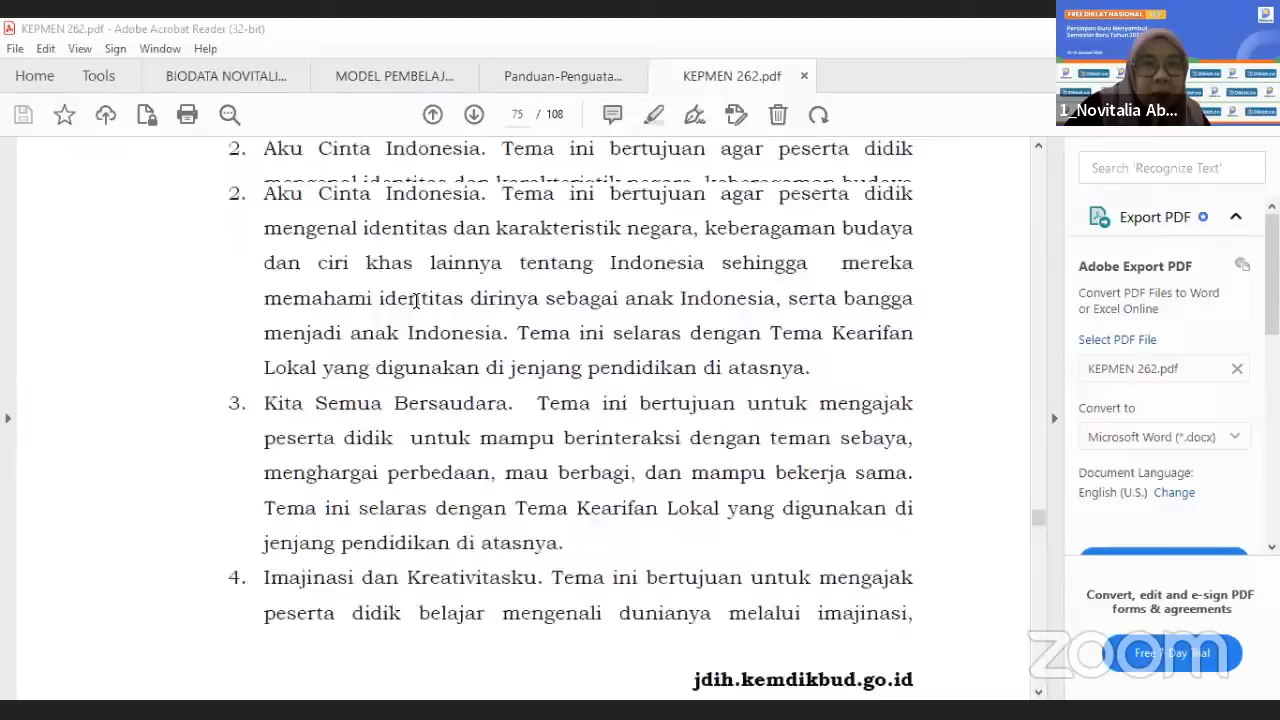 KEPMEN 262.pdf - Adobe Acrobat Reader (32-bit)
File Edit View Sign Window Help
Home Tools BIODATA NOVITALI... MODEL PEMBELAJ... Panduan-Penguata... KEPMEN 262.pdf ×
2. Aku Cinta Indonesia. Tema ini bertujuan agar peserta didik
2. Aku Cinta Indonesia. Tema ini bertujuan agar peserta didik
mengenal identitas dan karakteristik negara, keberagaman budaya
dan ciri khas lainnya tentang Indonesia sehingga mereka
memahami identitas dirinya sebagai anak Indonesia, serta bangga
menjadi anak Indonesia. Tema ini selaras dengan Tema Kearifan
Lokal yang digunakan di jenjang pendidikan di atasnya.
3. Kita Semua Bersaudara. Tema ini bertujuan untuk mengajak
peserta didik untuk mampu berinteraksi dengan teman sebaya,
menghargai perbedaan, mau berbagi, dan mampu bekerja sama.
Tema ini selaras dengan Tema Kearifan Lokal yang digunakan di
jenjang pendidikan di atasnya.
4. Imajinasi dan Kreativitasku. Tema ini bertujuan untuk mengajak
peserta didik belajar mengenali dunianya melalui imajinasi,
jdih.kemdikbud.go.id
FREE DIKLAT NASIONAL
Persiapan Guru Menyambut
Semester Baru Tahun
1_Novitalia Ab...
Search 'Recognize Text'
Export PDF
Adobe Export PDF
Convert PDF Files to Word
or Excel Online
Select PDF File
KEPMEN 262.pdf
Convert to
Microsoft Word (*.docx)
Document Language:
English (U.S.) Change
Convert, edit and e-sign PDF
forms & agreements
Free 7-Day Trial
zoom